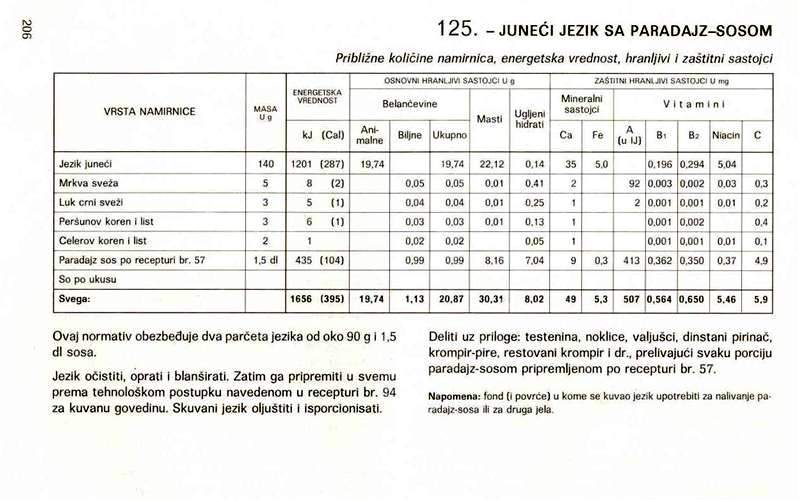 206
125. – JUNEĆI JEZIK SA PARADAJZ–SOSOM
Približne količine namirnica, energetska vrednost, hranljivi i zaštitni sastojci
VRSTA NAMIRNICE MASA U g ENERGETSKA VREDNOST OSNOVNI HRANLJIVI SASTOJCI U g ZAŠTITNI HRANLJIVI SASTOJCI U mg
Belančevine Masti Ugljeni hidrati Mineralni sastojci Vitamini
kJ (Cal) Ani-malne Biljne Ukupno Ca Fe A (u IJ) B1 B2 Niacin C
Jezik juneći 140 1201 (287) 19,74 19,74 22,12 0,14 35 5,0 0,196 0,294 5,04
Mrkva sveža 5 8 (2) 0,05 0,05 0,01 0,41 2 92 0,003 0,002 0,03 0,3
Luk crni sveži 3 5 (1) 0,04 0,04 0,01 0,25 1 2 0,001 0,001 0,01 0,2
Peršunov koren i list 3 6 (1) 0,03 0,03 0,01 0,13 1 0,001 0,002 0,4
Celerov koren i list 2 1 0,02 0,02 0,05 1 0,001 0,001 0,01 0,1
Paradajz sos po recepturi br. 57 1,5 dl 435 (104) 0,99 0,99 8,16 7,04 9 0,3 413 0,362 0,350 0,37 4,9
So po ukusu
Svega: 1656 (395) 19,74 1,13 20,87 30,31 8,02 49 5,3 507 0,564 0,650 5,46 5,9
Ovaj normativ obezbeđuje dva parčeta jezika od oko 90 g i 1,5
dl sosa.
Jezik očistiti, oprati i blanširati. Zatim ga pripremiti u svemu
prema tehnološkom postupku navedenom u recepturi br. 94
za kuvanu govedinu. Skuvani jezik oljuštiti i isporcionisati.
Deliti uz priloge: testenina, noklice, valjušci, dinstani pirinač,
krompir-pire, restovani krompir i dr., prelivajući svaku porciju
paradajz-sosom pripremljenom po recepturi br. 57.
Napomena: fond (i povrće) u kome se kuvao jezik upotrebiti za nalivanje pa-
radajz-sosa ili za druga jela.